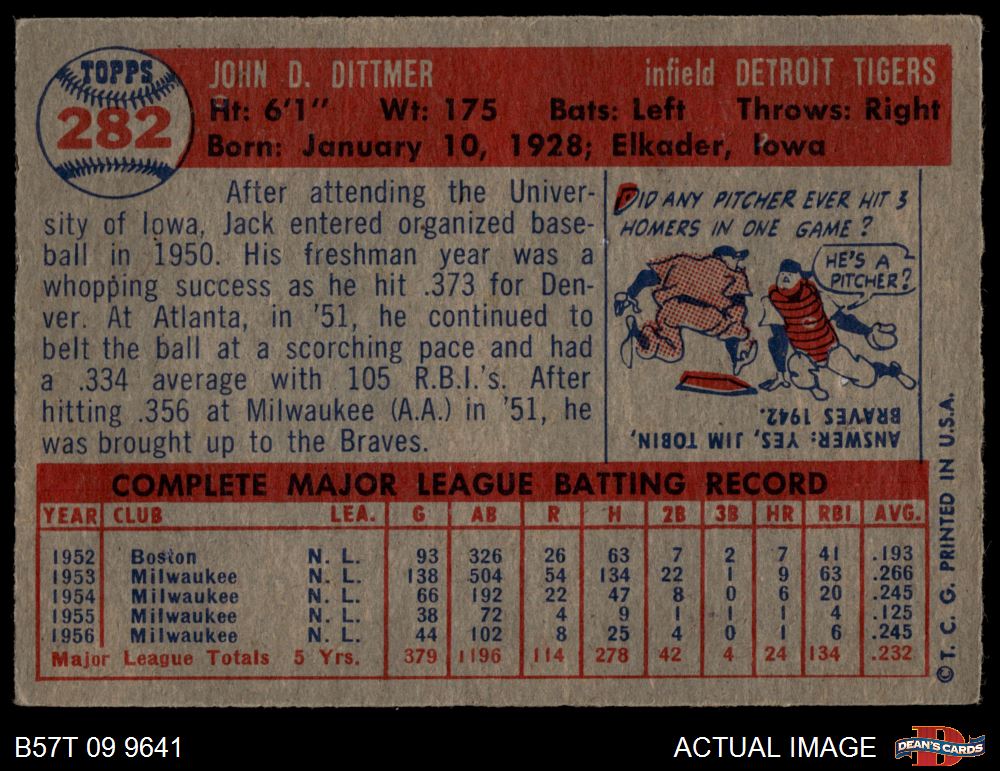 TOPPS
282
JOHN D. DITTMER infield DETROIT TIGERS
Ht: 6'1" Wt: 175 Bats: Left Throws: Right
Born: January 10, 1928; Elkader, Iowa
After attending the Univer-
sity of Iowa, Jack entered organized base-
ball in 1950. His freshman year was a
whopping success as he hit .373 for Den-
ver. At Atlanta, in '51, he continued to
belt the ball at a scorching pace and had
a .334 average with 105 R.B.I.'s. After
hitting .356 at Milwaukee (A.A.) in '51, he
was brought up to the Braves.
DID ANY PITCHER EVER HIT 3
HOMERS IN ONE GAME?
HE'S A
PITCHER?
ANSWER: YES, JIM TOBIN,
BRAVES 1942.
COMPLETE MAJOR LEAGUE BATTING RECORD
YEAR CLUB LEA. G AB R H 2B 3B HR RBI AVG.
1952 Boston N. L. 93 326 26 63 7 2 7 41 .193
1953 Milwaukee N. L. 138 504 54 134 22 1 9 63 .266
1954 Milwaukee N. L. 66 192 22 47 8 0 6 20 .245
1955 Milwaukee N. L. 38 72 4 9 1 1 1 4 .125
1956 Milwaukee N. L. 44 102 8 25 4 0 1 6 .245
Major League Totals 5 Yrs. 379 1196 114 278 42 4 24 134 .232
© T. C. G. PRINTED IN U.S.A.
B57T 09 9641
ACTUAL IMAGE
D
DEAN'S CARDS